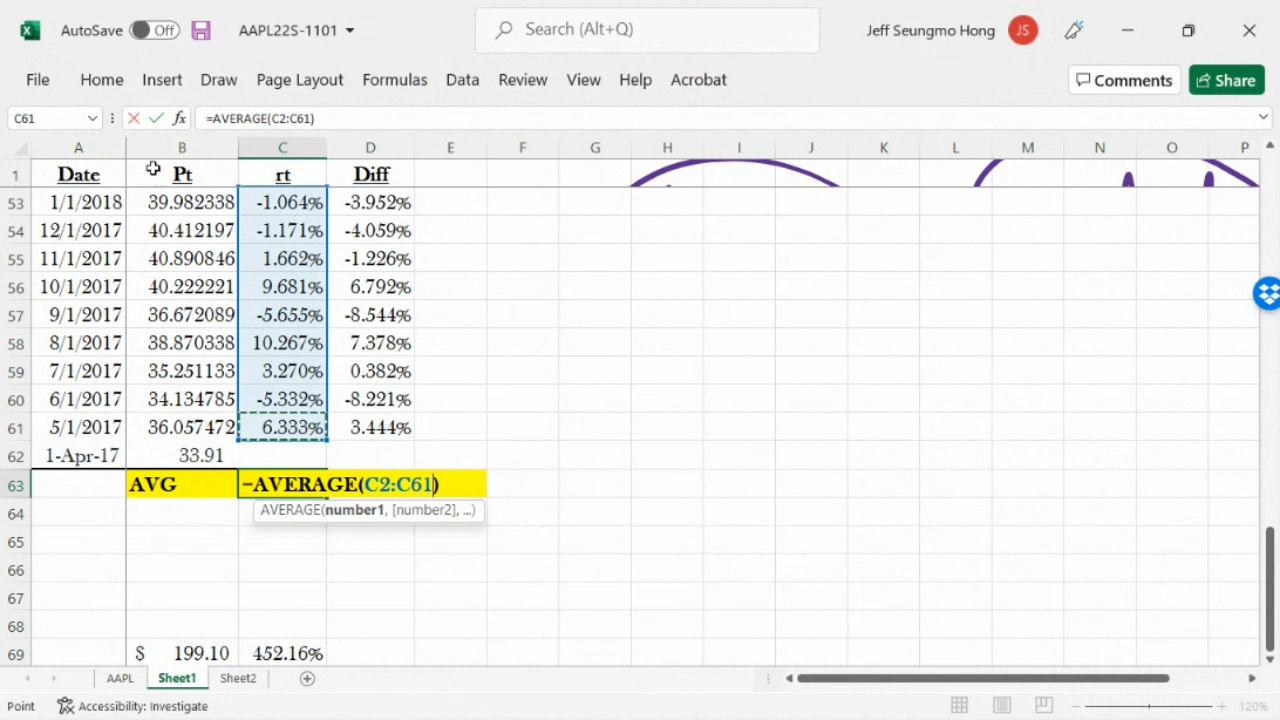 AutoSave Off AAPL22S-1101 Search (Alt+Q) Jeff Seungmo Hong JS
File Home Insert Draw Page Layout Formulas Data Review View Help Acrobat Comments Share
C61 fx =AVERAGE(C2:C61)
A B C D E F G H I J K L M N O P
1 Date Pt rt Diff
53 1/1/2018 39.982338 -1.064% -3.952%
54 12/1/2017 40.412197 -1.171% -4.059%
55 11/1/2017 40.890846 1.662% -1.226%
56 10/1/2017 40.222221 9.681% 6.792%
57 9/1/2017 36.672089 -5.655% -8.544%
58 8/1/2017 38.870338 10.267% 7.378%
59 7/1/2017 35.251133 3.270% 0.382%
60 6/1/2017 34.134785 -5.332% -8.221%
61 5/1/2017 36.057472 6.333% 3.444%
62 1-Apr-17 33.91
63 AVG =AVERAGE(C2:C61)
64 AVERAGE(number1, [number2], ...)
65
66
67
68
69 $ 199.10 452.16%
AAPL Sheet1 Sheet2
Point Accessibility: Investigate 120%